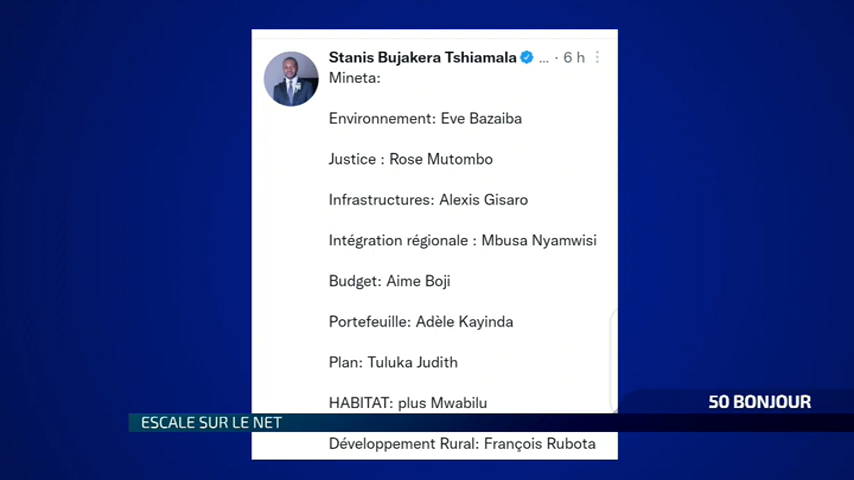 Stanis Bujakera Tshiamala ... · 6 h
Mineta:
Environnement: Eve Bazaiba
Justice : Rose Mutombo
Infrastructures: Alexis Gisaro
Intégration régionale : Mbusa Nyamwisi
Budget: Aime Boji
Portefeuille: Adèle Kayinda
Plan: Tuluka Judith
HABITAT: plus Mwabilu
50 BONJOUR
ESCALE SUR LE NET
Développement Rural: François Rubota